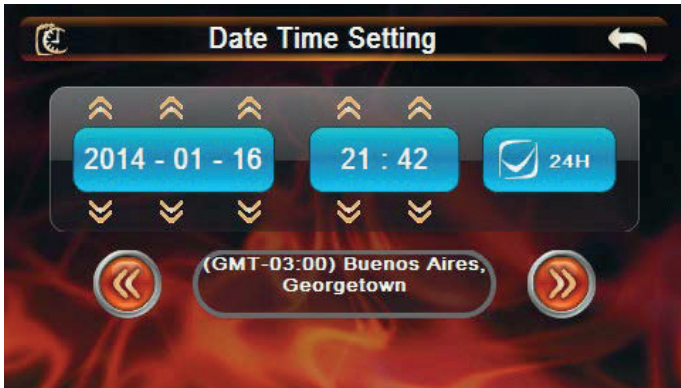 Date Time Setting
2014 - 01 - 16
21 : 42
24H
(GMT-03:00) Buenos Aires,
Georgetown